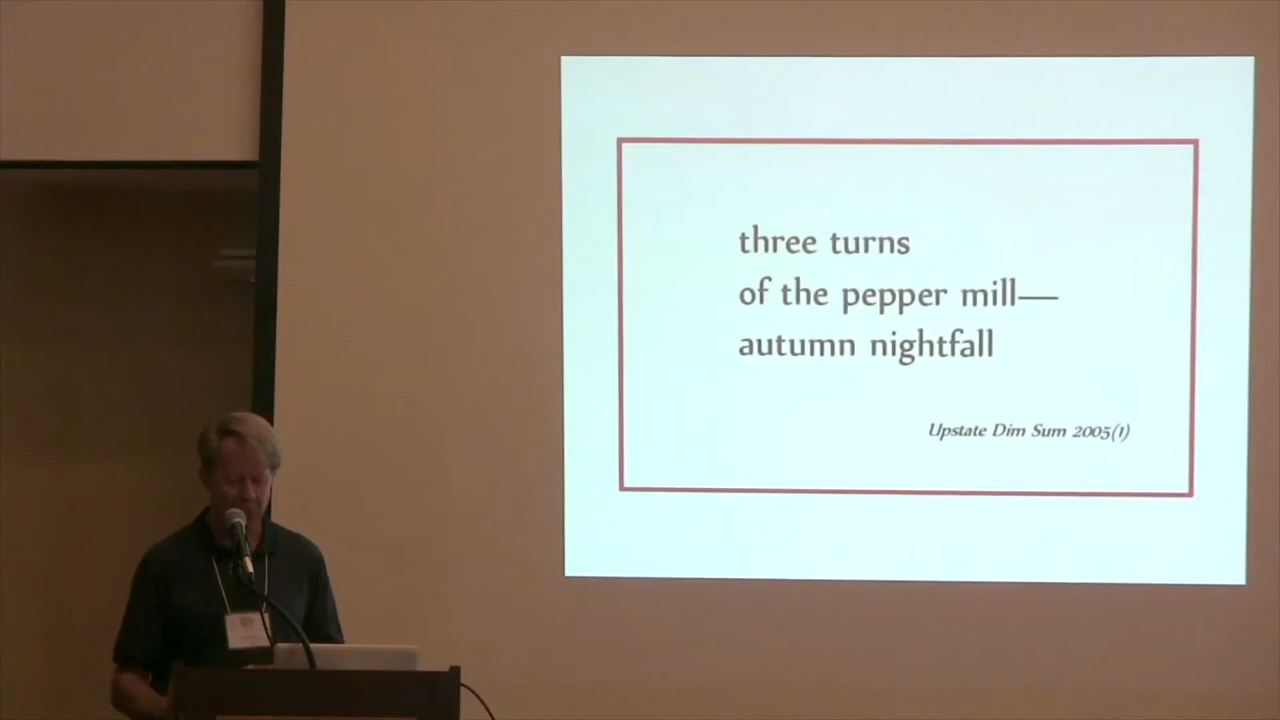 three turns
of the pepper mill—
autumn nightfall
Upstate Dim Sum 2005(1)